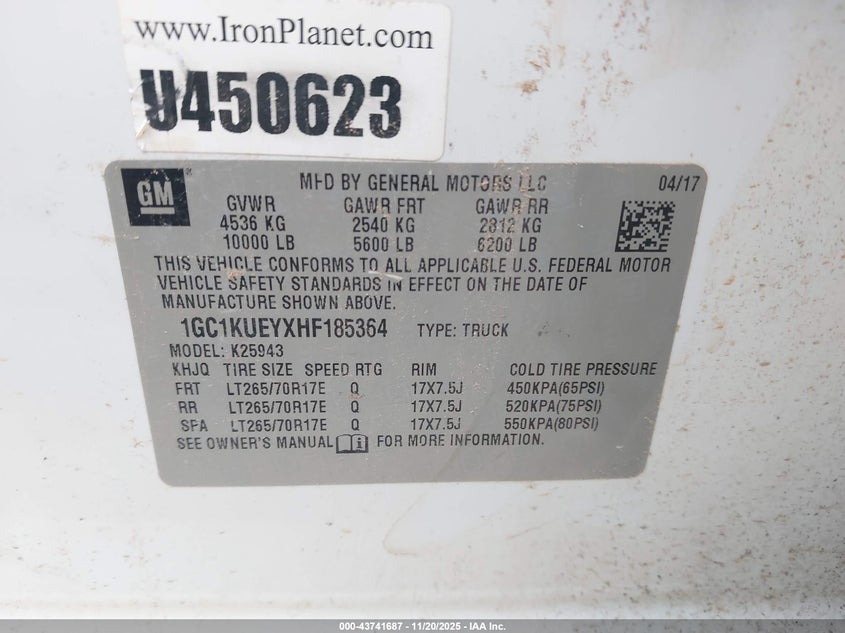 www.IronPlanet.com
U450623
GM
MFD BY GENERAL MOTORS LLC 04/17
GVWR GAWR FRT GAWR RR
4536 KG 2540 KG 2812 KG
10000 LB 5600 LB 6200 LB
THIS VEHICLE CONFORMS TO ALL APPLICABLE U.S. FEDERAL MOTOR
VEHICLE SAFETY STANDARDS IN EFFECT ON THE DATE OF
MANUFACTURE SHOWN ABOVE.
1GC1KUEYXHF185364 TYPE: TRUCK
MODEL: K25943
KHJQ TIRE SIZE SPEED RTG RIM COLD TIRE PRESSURE
FRT LT265/70R17E Q 17X7.5J 450KPA(65PSI)
RR LT265/70R17E Q 17X7.5J 520KPA(75PSI)
SPA LT265/70R17E Q 17X7.5J 550KPA(80PSI)
SEE OWNER'S MANUAL FOR MORE INFORMATION.
000-43741687 - 11/20/2025 - IAA Inc.